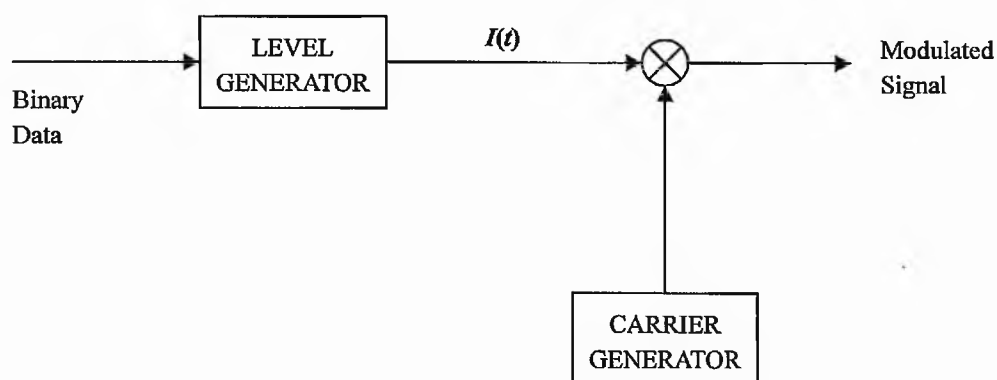 LEVEL
GENERATOR
I(t)
Modulated
Signal
Binary
Data
CARRIER
GENERATOR